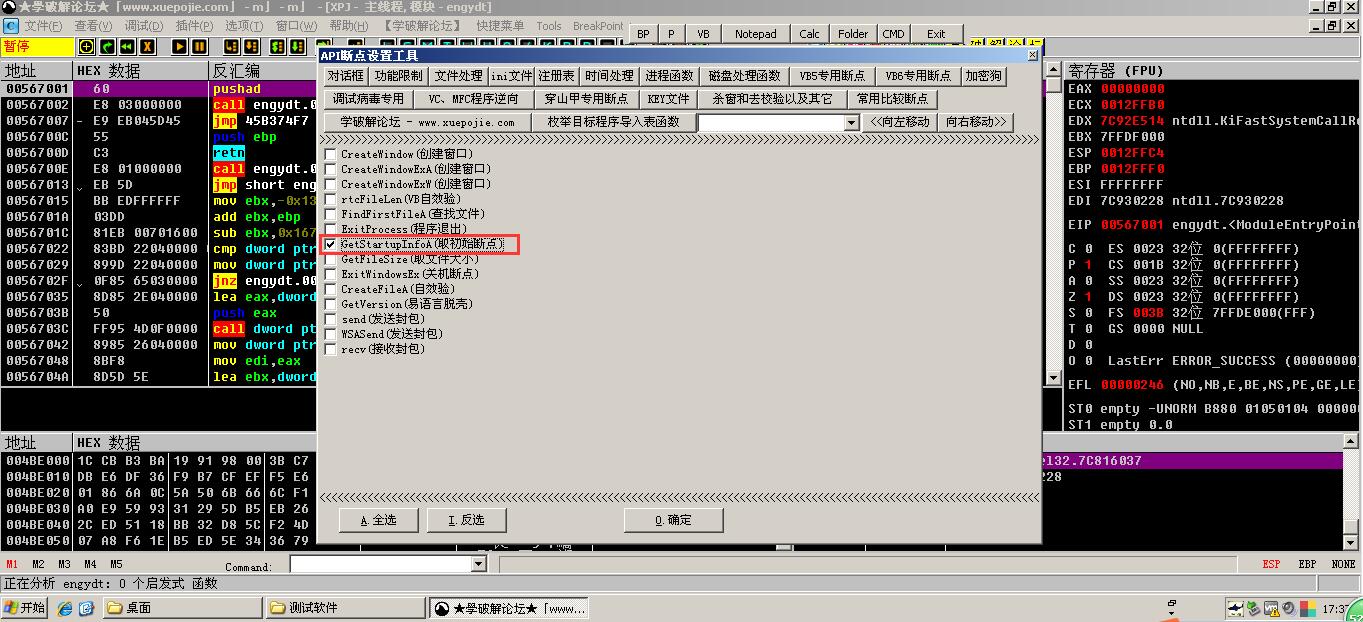 ★學破解论坛★「www.xuepojie.com」 - m」 - m」 - [XPJ - 主线程, 模块 - engydt]
文件(F) 查看(V) 调试(D) 插件(P) 选项(T) 窗口(W) 帮助(H) 【學破解论坛】 快捷菜单 Tools BreakPoint
BP P VB Notepad Calc Folder CMD Exit
暂停
地址 HEX 数据 反汇编
00567001 60 pushad
00567002 E8 03000000 call engydt.0
00567007 - E9 EB045D45 jmp 45B374F7
0056700C 55 push ebp
0056700D C3 retn
0056700E E8 01000000 call engydt.0
00567013 EB 5D jmp short eng
00567015 BB EDFFFFFF mov ebx,-0x13
0056701A 03DD add ebx,ebp
0056701C 81EB 00701600 sub ebx,0x167
00567022 83BD 22040000 cmp dword ptr
00567029 899D 22040000 mov dword ptr
0056702F 0F85 65030000 jnz engydt.00
00567035 8D85 2E040000 lea eax,dword
0056703B 50 push eax
0056703C FF95 4D0F0000 call dword pt
00567042 8985 26040000 mov dword ptr
00567048 8BF8 mov edi,eax
0056704A 8D5D 5E lea ebx,dword
API断点设置工具
对话框 功能限制 文件处理 ini文件 注册表 时间处理 进程函数 磁盘处理函数 VB5专用断点 VB6专用断点 加密狗
调试病毒专用 VC、MFC程序逆向 穿山甲专用断点 KEY文件 杀窗和去校验以及其它 常用比较断点
学破解论坛 - www.xuepojie.com 枚举目标程序导入表函数 <<向左移动 向右移动>>
CreateWindow(创建窗口)
CreateWindowExA(创建窗口)
CreateWindowExW(创建窗口)
rtcFileLen(VB自效验)
FindFirstFileA(查找文件)
ExitProcess(程序退出)
GetStartupInfoA(取初始断点)
GetFileSize(取文件大小)
ExitWindowsEx(关机断点)
CreateFileA(自效验)
GetVersion(易语言脱壳)
send(发送封包)
WSASend(发送封包)
recv(接收封包)
A.全选 I.反选 O.确定
寄存器 (FPU)
EAX 00000000
ECX 0012FFB0
EDX 7C92E514 ntdll.KiFastSystemCallRe
EBX 7FFDF000
ESP 0012FFC4
EBP 0012FFF0
ESI FFFFFFFF
EDI 7C930228 ntdll.7C930228
EIP 00567001 engydt.<ModuleEntryPoint
C 0 ES 0023 32位 0(FFFFFFFF)
P 1 CS 001B 32位 0(FFFFFFFF)
A 0 SS 0023 32位 0(FFFFFFFF)
Z 1 DS 0023 32位 0(FFFFFFFF)
S 0 FS 003B 32位 7FFDE000(FFF)
T 0 GS 0000 NULL
D 0
O 0 LastErr ERROR_SUCCESS (00000000
EFL 00000246 (NO,NB,E,BE,NS,PE,GE,LE)
ST0 empty -UNORM B880 01050104 000000
ST1 empty 0.0
地址 HEX 数据
004BE000 1C CB B3 BA 19 91 98 00 3B C7
004BE010 DB E6 DF 36 F9 B7 CF EF F5 E6
004BE020 01 86 6A 0C 5A 50 6B 66 6C F1
004BE030 A0 E9 59 93 31 29 5D B5 EB 26
004BE040 2C ED 51 18 BB 32 D8 5C F2 4D
004BE050 07 A8 F6 1E B5 ED 5E 34 36 79
el32.7C816037
228
M1 M2 M3 M4 M5 Command: ESP EBP NONE
正在分析 engydt: 0 个启发式 函数
开始 桌面 测试软件 ★學破解论坛★「www... 17:37